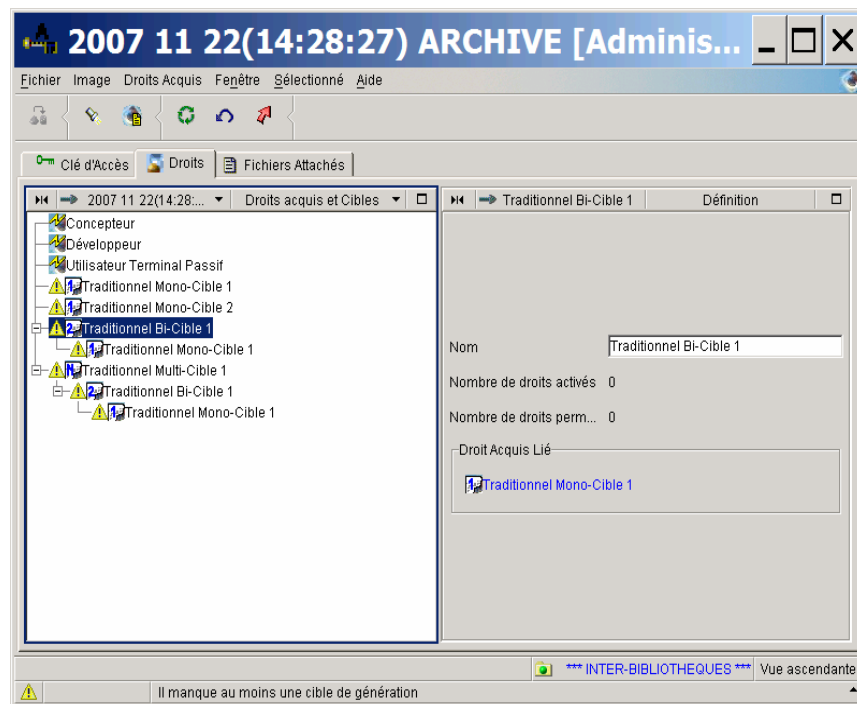 2007 11 22(14:28:27) ARCHIVE [Adminis...
Fichier Image Droits Acquis Fenêtre Sélectionné Aide
Clé d'Accès Droits Fichiers Attachés
2007 11 22(14:28:... Droits acquis et Cibles
Concepteur
Développeur
Utilisateur Terminal Passif
Traditionnel Mono-Cible 1
Traditionnel Mono-Cible 2
Traditionnel Bi-Cible 1
Traditionnel Mono-Cible 1
Traditionnel Multi-Cible 1
Traditionnel Bi-Cible 1
Traditionnel Mono-Cible 1
Traditionnel Bi-Cible 1 Définition
Nom Traditionnel Bi-Cible 1
Nombre de droits activés 0
Nombre de droits perm... 0
Droit Acquis Lié
Traditionnel Mono-Cible 1
*** INTER-BIBLIOTHEQUES *** Vue ascendante
Il manque au moins une cible de génération